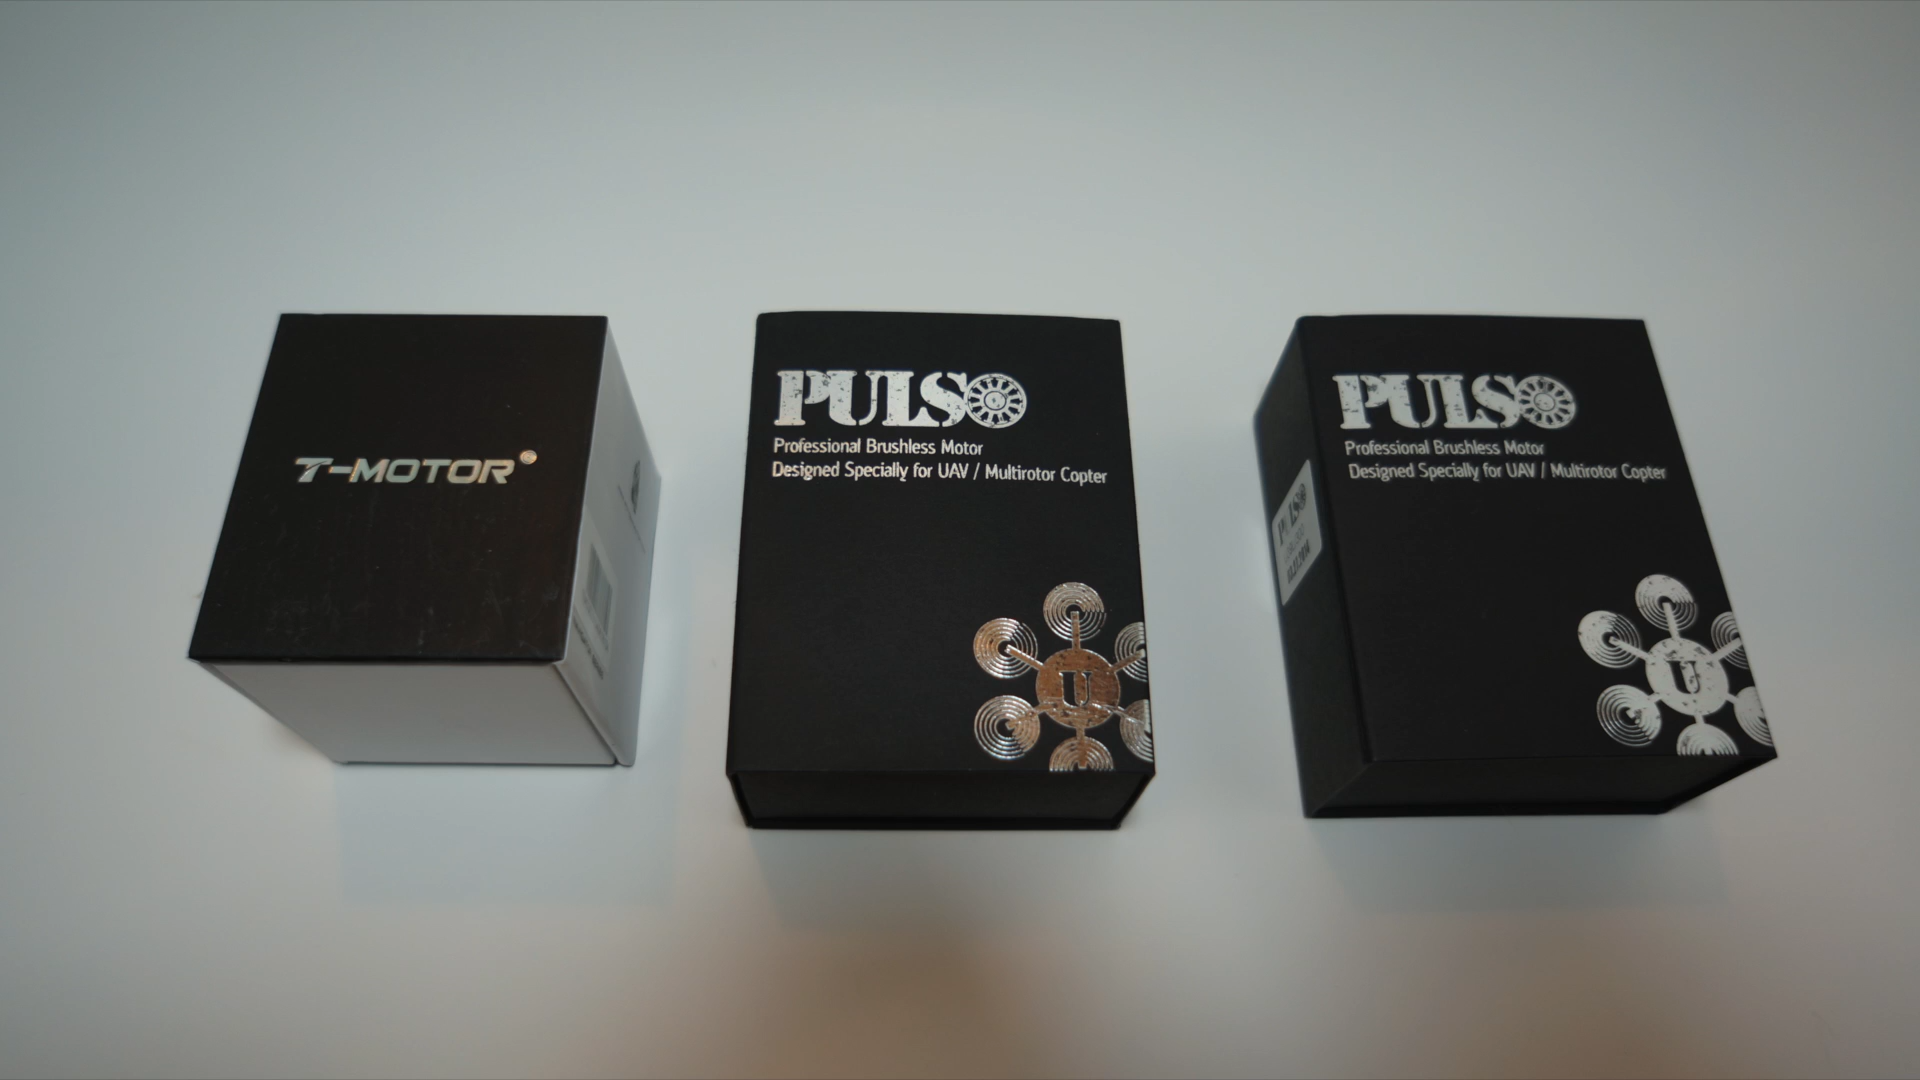 T-MOTOR®
PULSO
Professional Brushless Motor
Designed Specially for UAV / Multirotor Copter
U
PULSO
Professional Brushless Motor
Designed Specially for UAV / Multirotor Copter
U
PULSO